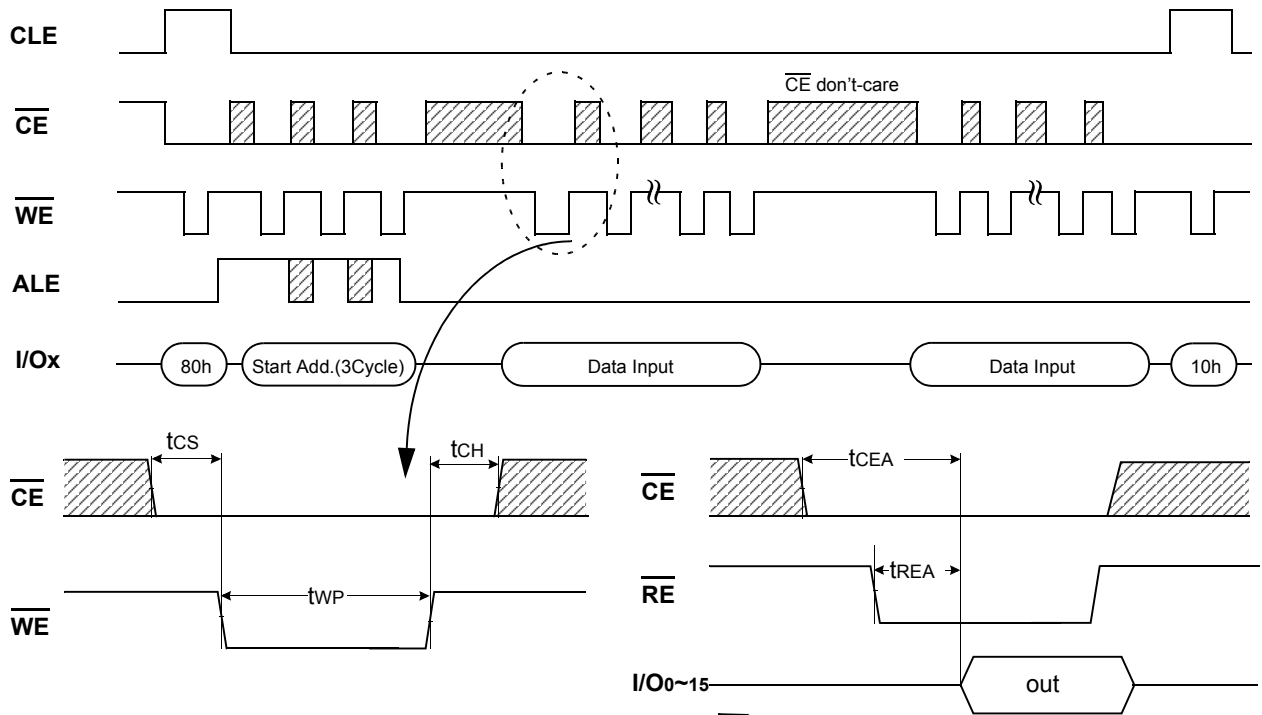 CLE
CE don't-care
CE
WE
ALE
I/Ox 80h Start Add.(3Cycle) Data Input Data Input 10h
tCS tCH tCEA
CE CE
tREA
tWP RE
WE
I/O0~15 out